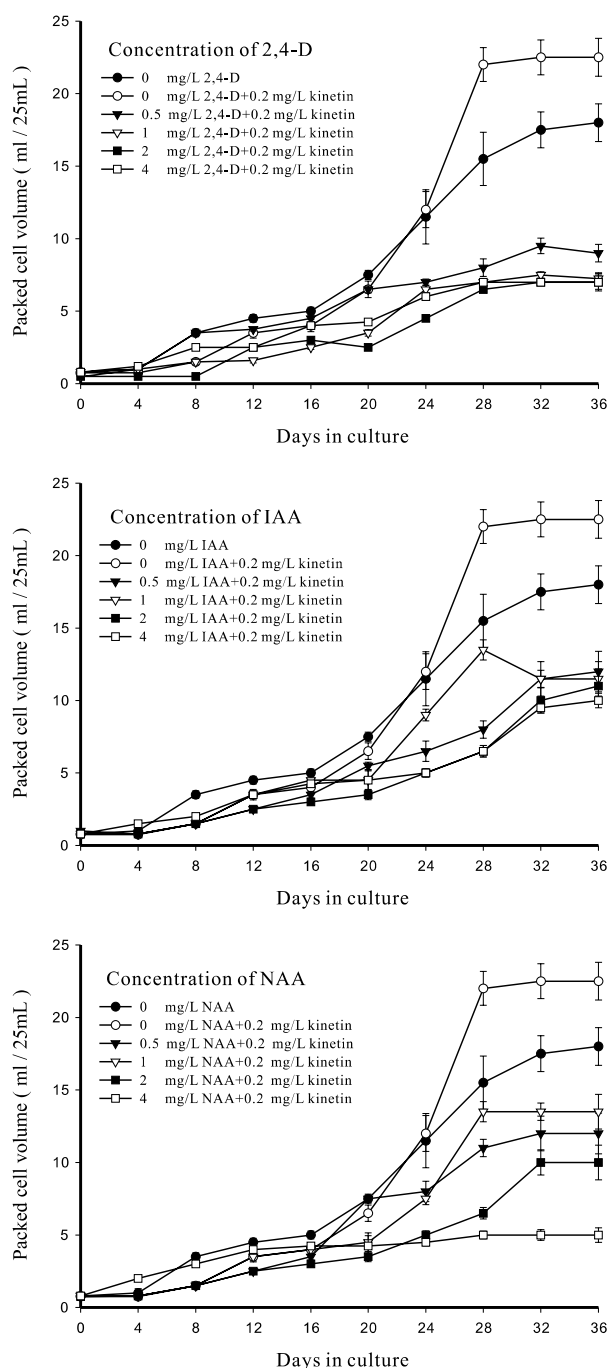 25
20
15
10
5
0
Packed cell volume ( ml / 25mL )
Concentration of 2,4-D
0 mg/L 2,4-D
0 mg/L 2,4-D+0.2 mg/L kinetin
0.5 mg/L 2,4-D+0.2 mg/L kinetin
1 mg/L 2,4-D+0.2 mg/L kinetin
2 mg/L 2,4-D+0.2 mg/L kinetin
4 mg/L 2,4-D+0.2 mg/L kinetin
0 4 8 12 16 20 24 28 32 36
Days in culture
25
20
15
10
5
0
Packed cell volume ( ml / 25mL )
Concentration of IAA
0 mg/L IAA
0 mg/L IAA+0.2 mg/L kinetin
0.5 mg/L IAA+0.2 mg/L kinetin
1 mg/L IAA+0.2 mg/L kinetin
2 mg/L IAA+0.2 mg/L kinetin
4 mg/L IAA+0.2 mg/L kinetin
0 4 8 12 16 20 24 28 32 36
Days in culture
25
20
15
10
5
0
Packed cell volume ( ml / 25mL )
Concentration of NAA
0 mg/L NAA
0 mg/L NAA+0.2 mg/L kinetin
0.5 mg/L NAA+0.2 mg/L kinetin
1 mg/L NAA+0.2 mg/L kinetin
2 mg/L NAA+0.2 mg/L kinetin
4 mg/L NAA+0.2 mg/L kinetin
0 4 8 12 16 20 24 28 32 36
Days in culture